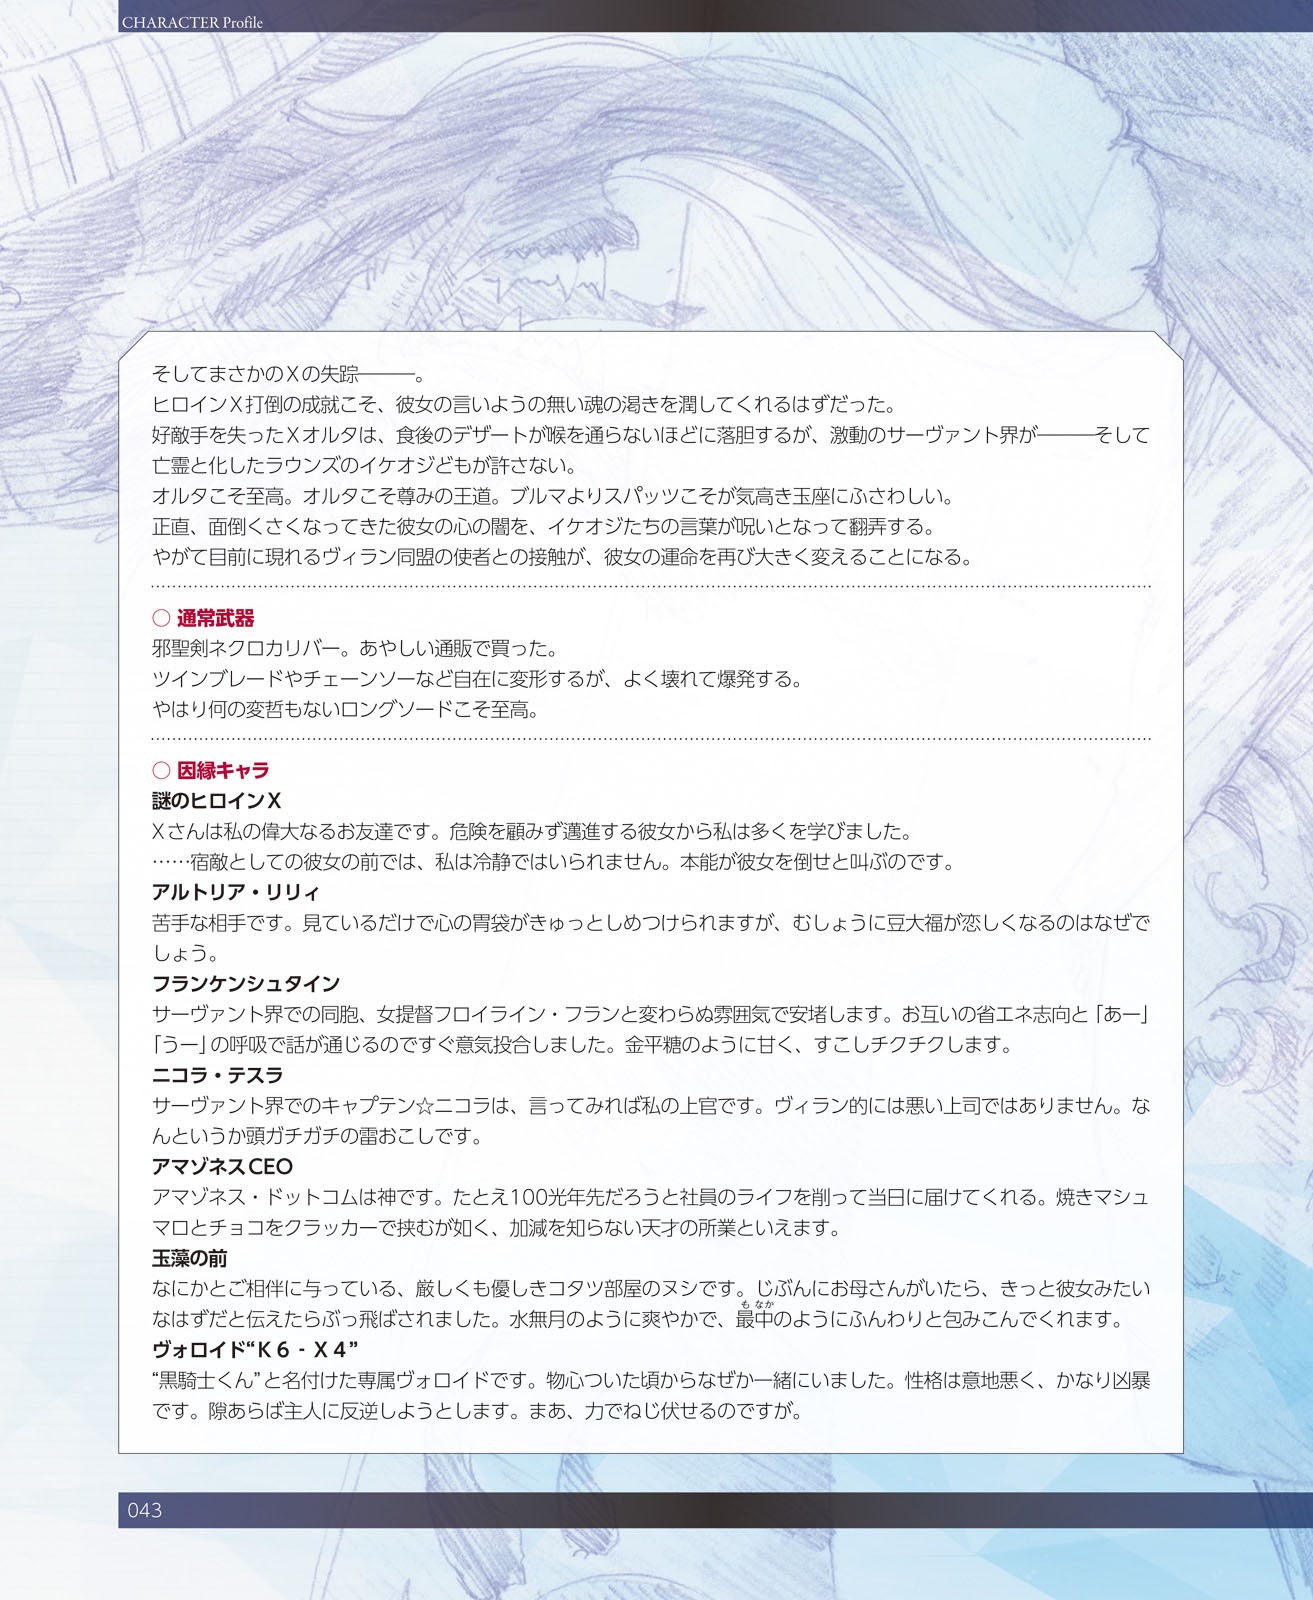 CHARACTER Profile
そしてまさかのXの失踪―――。
ヒロインX打倒の成就こそ、彼女の言いようの無い魂の渇きを潤してくれるはずだった。
好敵手を失ったXオルタは、食後のデザートが喉を通らないほどに落胆するが、激動のサーヴァント界が―――そして
亡霊と化したラウンズのイケオジどもが許さない。
オルタこそ至高。オルタこそ尊みの王道。ブルマよりスパッツこそが気高き玉座にふさわしい。
正直、面倒くさくなってきた彼女の心の闇を、イケオジたちの言葉が呪いとなって翻弄する。
やがて目前に現れるヴィラン同盟の使者との接触が、彼女の運命を再び大きく変えることになる。
○ 通常武器
邪聖剣ネクロカリバー。あやしい通販で買った。
ツインブレードやチェーンソーなど自在に変形するが、よく壊れて爆発する。
やはり何の変哲もないロングソードこそ至高。
○ 因縁キャラ
謎のヒロインX
Xさんは私の偉大なるお友達です。危険を顧みず邁進する彼女から私は多くを学びました。
……宿敵としての彼女の前では、私は冷静ではいられません。本能が彼女を倒せと叫ぶのです。
アルトリア・リリィ
苦手な相手です。見ているだけで心の胃袋がきゅっとしめつけられますが、むしょうに豆大福が恋しくなるのはなぜで
しょう。
フランケンシュタイン
サーヴァント界での同胞、女提督フロイライン・フランと変わらぬ雰囲気で安堵します。お互いの省エネ志向と「あー」
「うー」の呼吸で話が通じるのですぐ意気投合しました。金平糖のように甘く、すこしチクチクします。
ニコラ・テスラ
サーヴァント界でのキャプテン☆ニコラは、言ってみれば私の上官です。ヴィラン的には悪い上司ではありません。な
んというか頭ガチガチの雷おこしです。
アマゾネスCEO
アマゾネス・ドットコムは神です。たとえ100光年先だろうと社員のライフを削って当日に届けてくれる。焼きマシュ
マロとチョコをクラッカーで挟むが如く、加減を知らない天才の所業といえます。
玉藻の前
なにかとご相伴に与っている、厳しくも優しきコタツ部屋のヌシです。じぶんにお母さんがいたら、きっと彼女みたい
もなか
なはずだと伝えたらぶっ飛ばされました。水無月のように爽やかで、最中のようにふんわりと包みこんでくれます。
ヴォロイド“K6 - X4”
“黒騎士くん”と名付けた専属ヴォロイドです。物心ついた頃からなぜか一緒にいました。性格は意地悪く、かなり凶暴
です。隙あらば主人に反逆しようとします。まあ、力でねじ伏せるのですが。
043